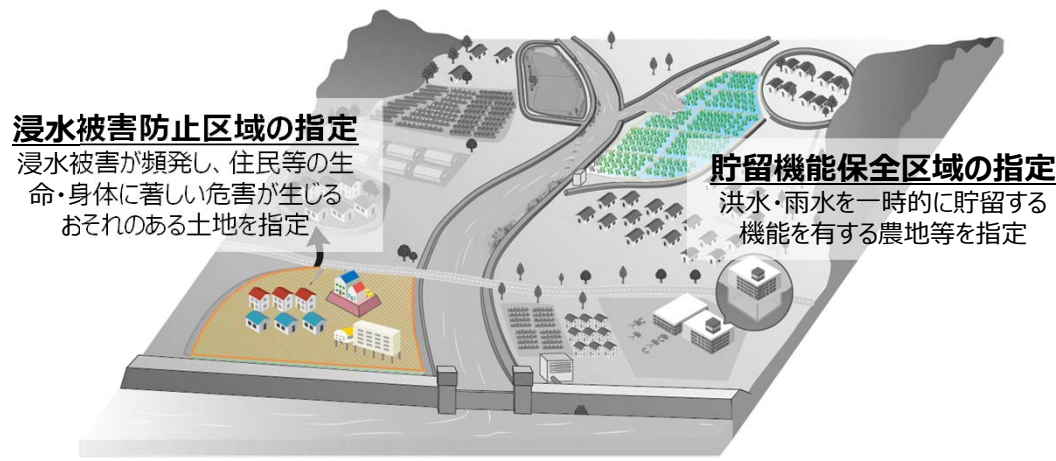 浸水被害防止区域の指定
浸水被害が頻発し、住民等の生
命・身体に著しい危害が生じる
おそれのある土地を指定
貯留機能保全区域の指定
洪水・雨水を一時的に貯留する
機能を有する農地等を指定